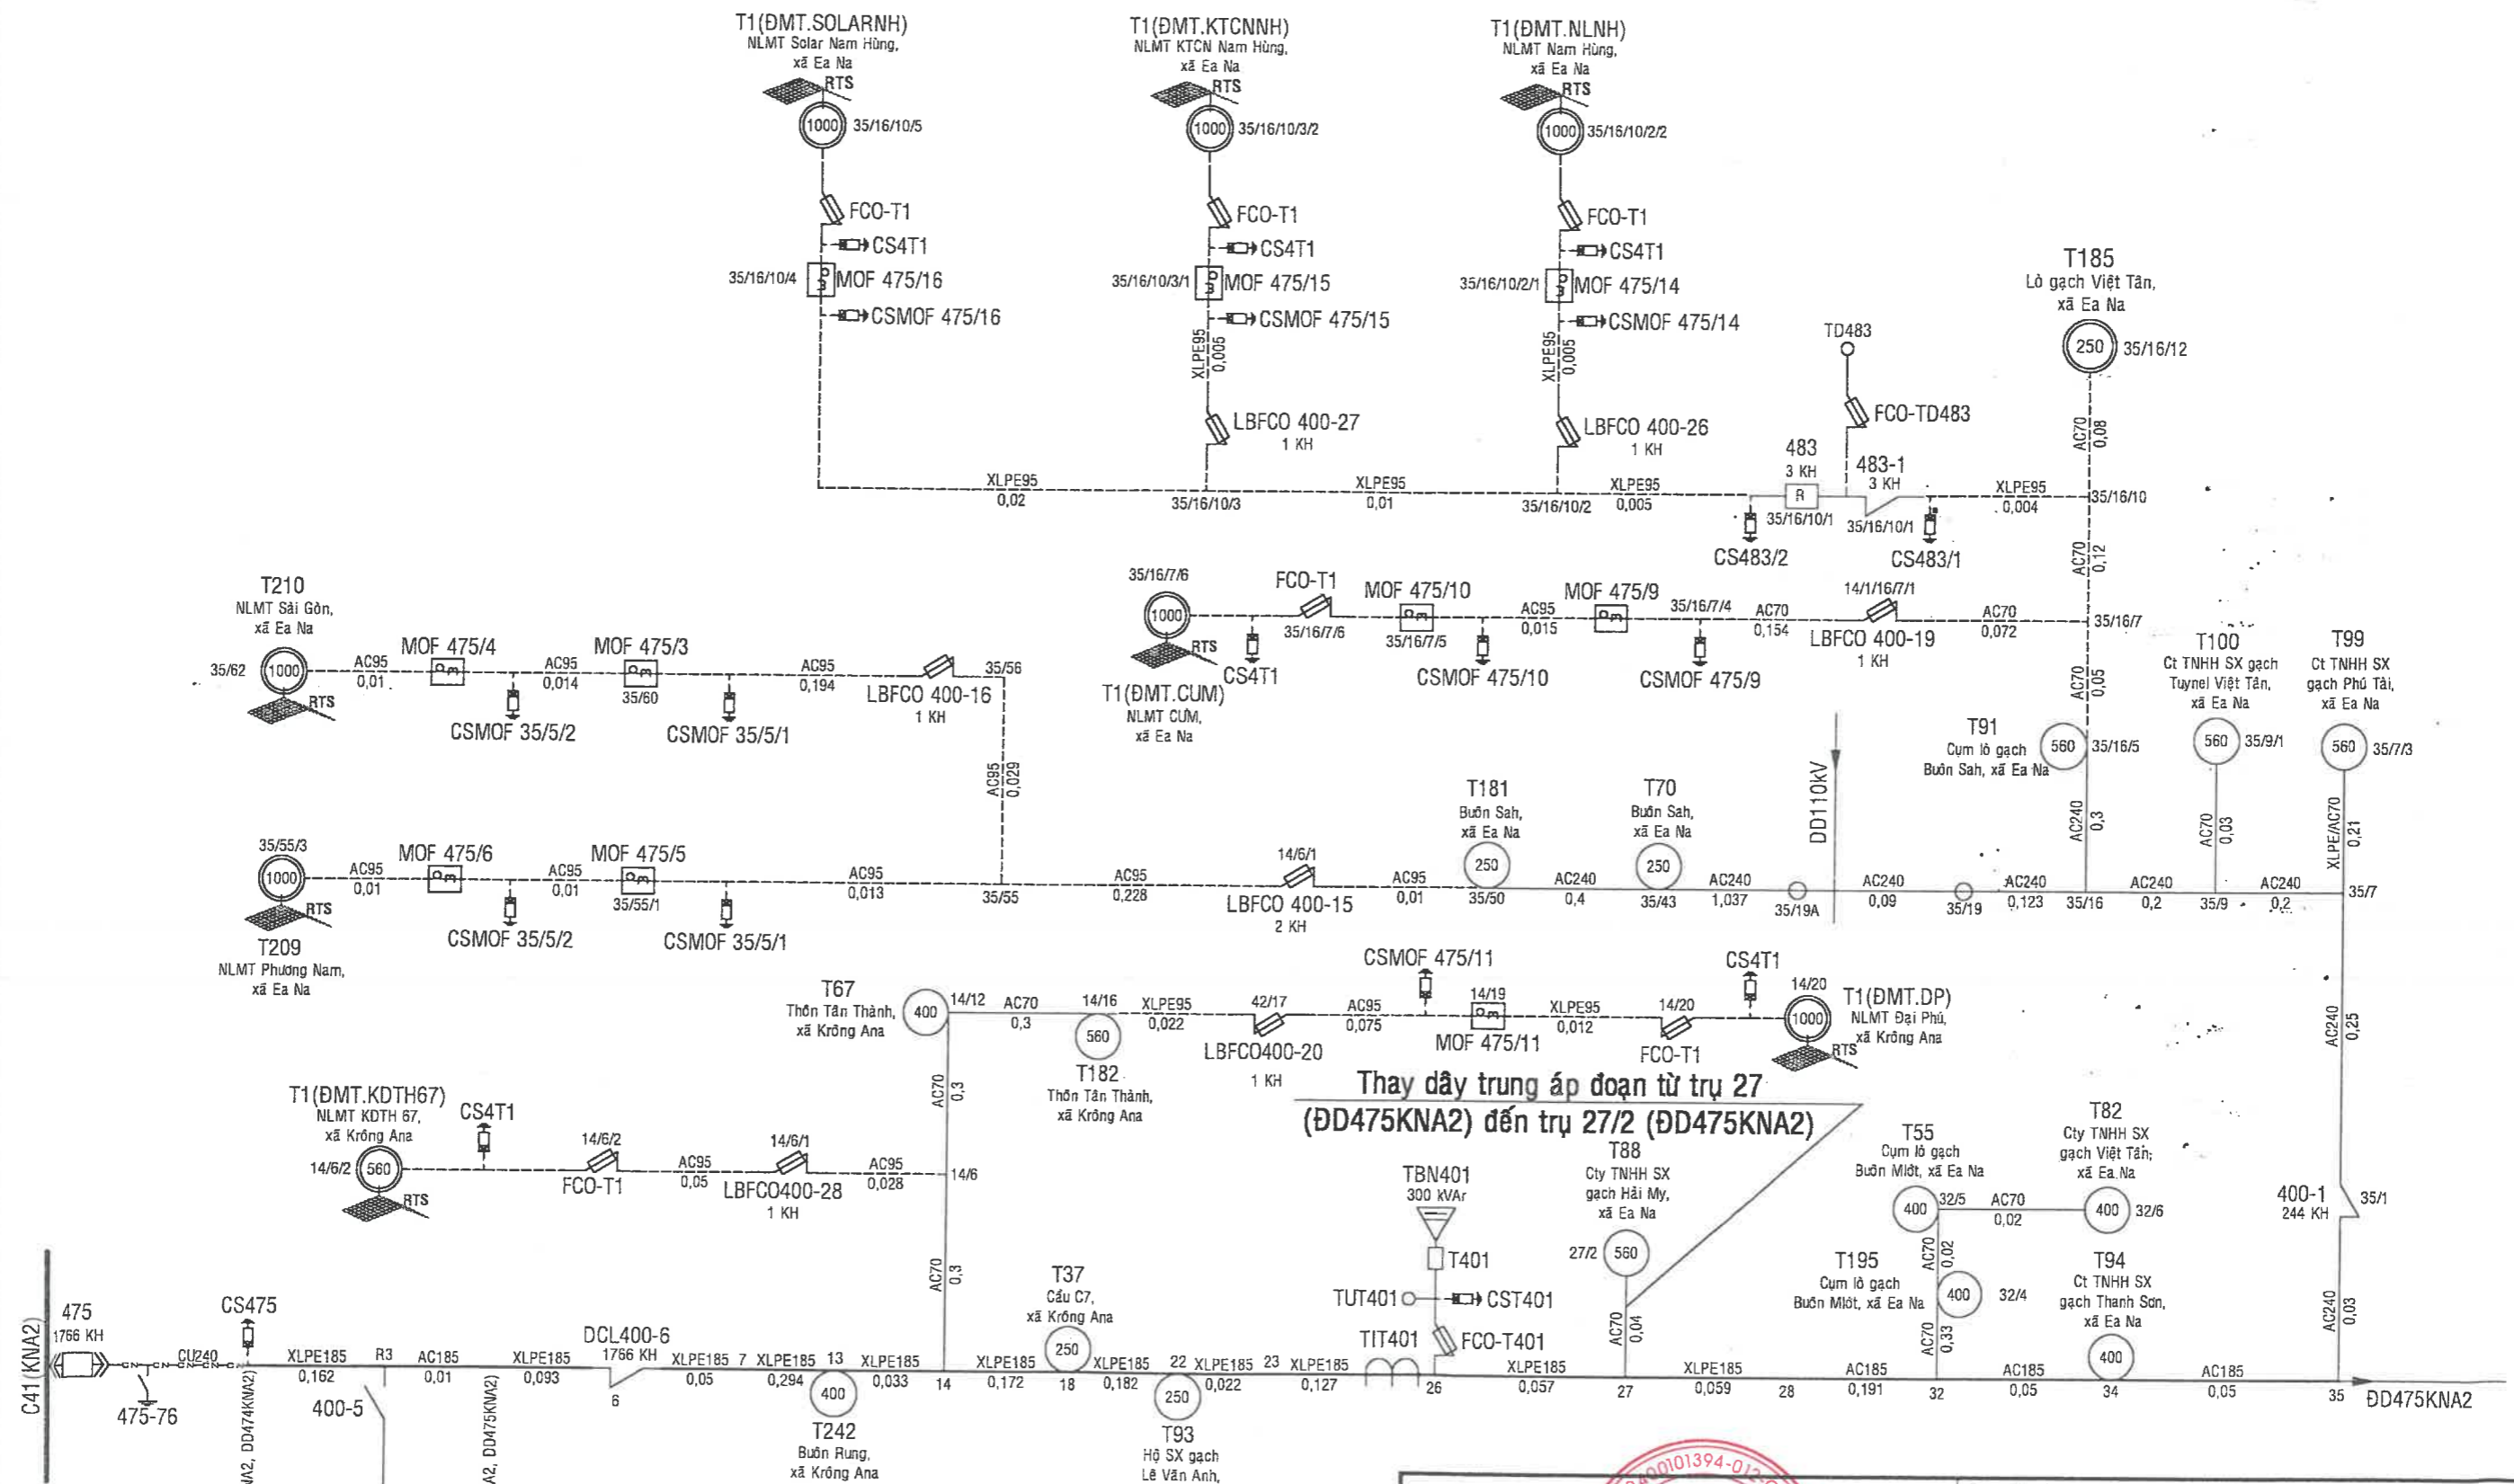 T1(ĐMT.SOLARNH)
NLMT Solar Nam Hùng,
xã Ea Na
RTS
1000
35/16/10/5
FCO-T1
CS4T1
35/16/10/4
MOF 475/16
CSMOF 475/16
T1(ĐMT.KTCNNH)
NLMT KTCN Nam Hùng,
xã Ea Na
RTS
1000
35/16/10/3/2
FCO-T1
CS4T1
35/16/10/3/1
MOF 475/15
CSMOF 475/15
XLPE95
0,005
LBFCO 400-27
1 KH
T1(ĐMT.NLNH)
NLMT Nam Hùng,
xã Ea Na
RTS
1000
35/16/10/2/2
FCO-T1
CS4T1
35/16/10/2/1
MOF 475/14
CSMOF 475/14
XLPE95
0,005
LBFCO 400-26
1 KH
TD483
FCO-TD483
T185
Lò gạch Việt Tân,
xã Ea Na
250
35/16/12
AC70
0,08
XLPE95
0,02
35/16/10/3
XLPE95
0,01
35/16/10/2
XLPE95
0,005
483
3 KH
R
35/16/10/1
483-1
3 KH
35/16/10/1
XLPE95
0,004
35/16/10
CS483/2
CS483/1
AC70
0,12
T210
NLMT Sài Gòn,
xã Ea Na
35/62
1000
RTS
AC95
0,01
MOF 475/4
AC95
0,014
CSMOF 35/5/2
MOF 475/3
35/60
CSMOF 35/5/1
AC95
0,194
LBFCO 400-16
1 KH
35/56
AC95
0,029
35/16/7/6
1000
RTS
T1(ĐMT.CUM)
NLMT CƯM,
xã Ea Na
CS4T1
FCO-T1
35/16/7/6
MOF 475/10
35/16/7/5
CSMOF 475/10
AC95
0,015
MOF 475/9
35/16/7/4
CSMOF 475/9
AC70
0,154
14/1/16/7/1
LBFCO 400-19
1 KH
AC70
0,072
35/16/7
AC70
0,05
T91
Cụm lò gạch
Buôn Sah, xã Ea Na
560
35/16/5
AC240
0,3
T100
Ct TNHH SX gạch
Tuynel Việt Tân,
xã Ea Na
560
35/9/1
AC70
0,03
T99
Ct TNHH SX
gạch Phú Tài,
xã Ea Na
560
35/7/3
XLPE/AC70
0,21
35/55/3
1000
RTS
T209
NLMT Phương Nam,
xã Ea Na
AC95
0,01
MOF 475/6
AC95
0,01
CSMOF 35/5/2
MOF 475/5
35/55/1
CSMOF 35/5/1
AC95
0,013
35/55
AC95
0,228
14/6/1
LBFCO 400-15
2 KH
AC95
0,01
T181
Buôn Sah,
xã Ea Na
250
35/50
AC240
0,4
T70
Buôn Sah,
xã Ea Na
250
35/43
AC240
1,037
35/19A
DD110kV
AC240
0,09
35/19
AC240
0,123
35/16
AC240
0,2
35/9
AC240
0,2
35/7
T67
Thôn Tân Thành,
xã Krông Ana
400
14/12
AC70
0,3
14/16
560
T182
Thôn Tân Thành,
xã Krông Ana
XLPE95
0,022
42/17
LBFCO400-20
1 KH
AC95
0,075
CSMOF 475/11
14/19
MOF 475/11
XLPE95
0,012
14/20
FCO-T1
CS4T1
14/20
1000
RTS
T1(ĐMT.DP)
NLMT Đại Phú,
xã Krông Ana
AC240
0,25
AC70
0,3
Thay dây trung áp đoạn từ trụ 27
(ĐD475KNA2) đến trụ 27/2 (ĐD475KNA2)
T1(ĐMT.KDTH67)
NLMT KDTH 67,
xã Krông Ana
14/6/2
560
RTS
CS4T1
14/6/2
FCO-T1
AC95
0,05
14/6/1
LBFCO400-28
1 KH
AC95
0,028
14/6
AC70
0,3
TBN401
300 kVAr
T401
TUT401
CST401
TIT401
FCO-T401
T88
Cty TNHH SX
gạch Hải My,
xã Ea Na
27/2
560
AC70
0,04
T55
Cụm lò gạch
Buôn Mlót, xã Ea Na
400
32/5
AC70
0,02
T82
Cty TNHH SX
gạch Việt Tân;
xã Ea Na
400
32/6
AC70
0,02
T195
Cụm lò gạch
Buôn Mlót, xã Ea Na
400
32/4
AC70
0,33
T94
Ct TNHH SX
gạch Thanh Sơn,
xã Ea Na
400
400-1
244 KH
35/1
AC240
0,03
C41(KNA2)
475
1766 KH
475-76
CU240
CS475
XLPE185
0,162
R3
400-5
AC185
0,01
XLPE185
0,093
DCL400-6
1766 KH
6
XLPE185
0,05
7
XLPE185
0,294
13
400
T242
Buôn Rung,
xã Krông Ana
XLPE185
0,033
14
XLPE185
0,172
T37
Cầu C7,
xã Krông Ana
250
18
XLPE185
0,182
22
250
T93
Hộ SX gạch
Lê Văn Anh,
XLPE185
0,022
23
XLPE185
0,127
26
XLPE185
0,057
27
XLPE185
0,059
28
AC185
0,191
32
AC185
0,05
34
AC185
0,05
35
ĐD475KNA2
NA2, DD474KNA2)
A2, DD475KNA2)